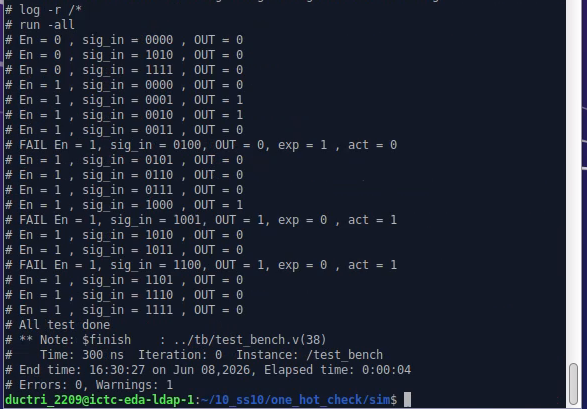 # log -r /*
# run -all
# En = 0 , sig_in = 0000 , OUT = 0
# En = 0 , sig_in = 1010 , OUT = 0
# En = 0 , sig_in = 1111 , OUT = 0
# En = 1 , sig_in = 0000 , OUT = 0
# En = 1 , sig_in = 0001 , OUT = 1
# En = 1 , sig_in = 0010 , OUT = 1
# En = 1 , sig_in = 0011 , OUT = 0
# FAIL En = 1, sig_in = 0100, OUT = 0, exp = 1 , act = 0
# En = 1 , sig_in = 0101 , OUT = 0
# En = 1 , sig_in = 0110 , OUT = 0
# En = 1 , sig_in = 0111 , OUT = 0
# En = 1 , sig_in = 1000 , OUT = 1
# FAIL En = 1, sig_in = 1001, OUT = 1, exp = 0 , act = 1
# En = 1 , sig_in = 1010 , OUT = 0
# En = 1 , sig_in = 1011 , OUT = 0
# FAIL En = 1, sig_in = 1100, OUT = 1, exp = 0 , act = 1
# En = 1 , sig_in = 1101 , OUT = 0
# En = 1 , sig_in = 1110 , OUT = 0
# En = 1 , sig_in = 1111 , OUT = 0
# All test done
# ** Note: $finish    : ../tb/test_bench.v(38)
#    Time: 300 ns  Iteration: 0  Instance: /test_bench
# End time: 16:30:27 on Jun 08,2026, Elapsed time: 0:00:04
# Errors: 0, Warnings: 1
ductri_2209@ictc-eda-ldap-1:~/10_ss10/one_hot_check/sim$